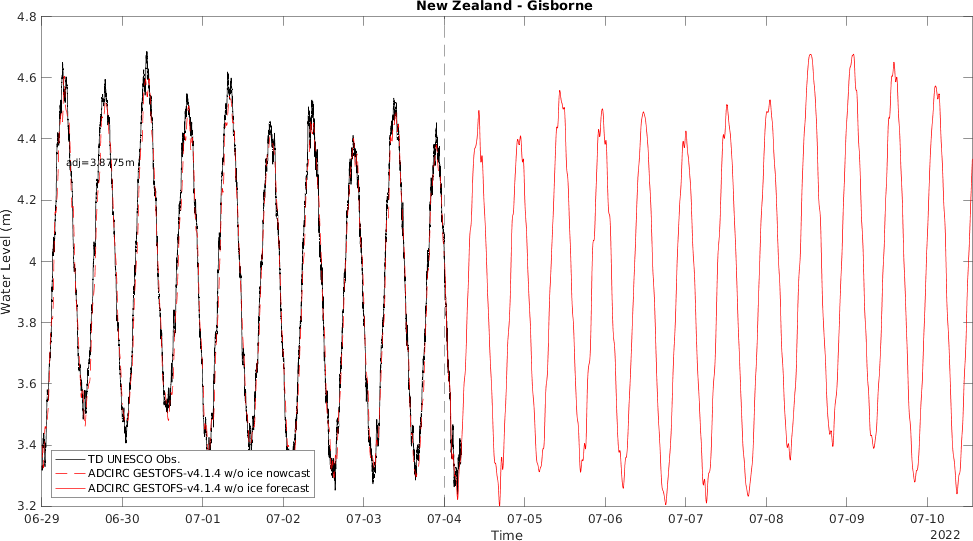 New Zealand - Gisborne
4.8
4.6
4.4
4.2
4
3.8
3.6
3.4
3.2
Water Level (m)
adj=3.8775m
TD UNESCO Obs.
ADCIRC GESTOFS-v4.1.4 w/o ice nowcast
ADCIRC GESTOFS-v4.1.4 w/o ice forecast
06-29 06-30 07-01 07-02 07-03 07-04 07-05 07-06 07-07 07-08 07-09 07-10
Time
2022